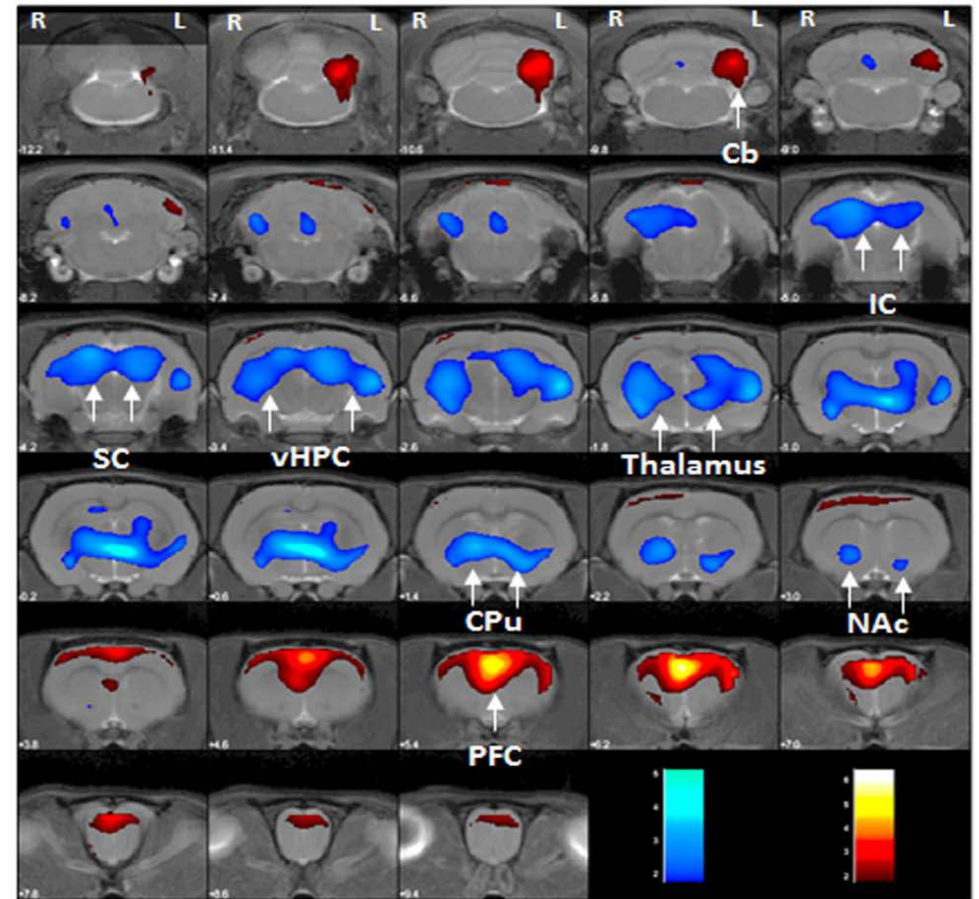 R L R L R L R L
-12.2 -11.4 -10.6 -9.8 -9.0
Cb
-8.2 -7.4 -6.6 -5.8 -5.0
IC
-4.2 -3.4 -2.6 -1.8 -1.0
SC vHPC Thalamus
-0.2 +0.6 +1.4 +2.2 +3.0
CPu NAc
+3.8 +4.6 +5.4 +6.2 +7.0
PFC
+7.8 +8.6 +9.4
5 6
4 5
3 4
2 3
2